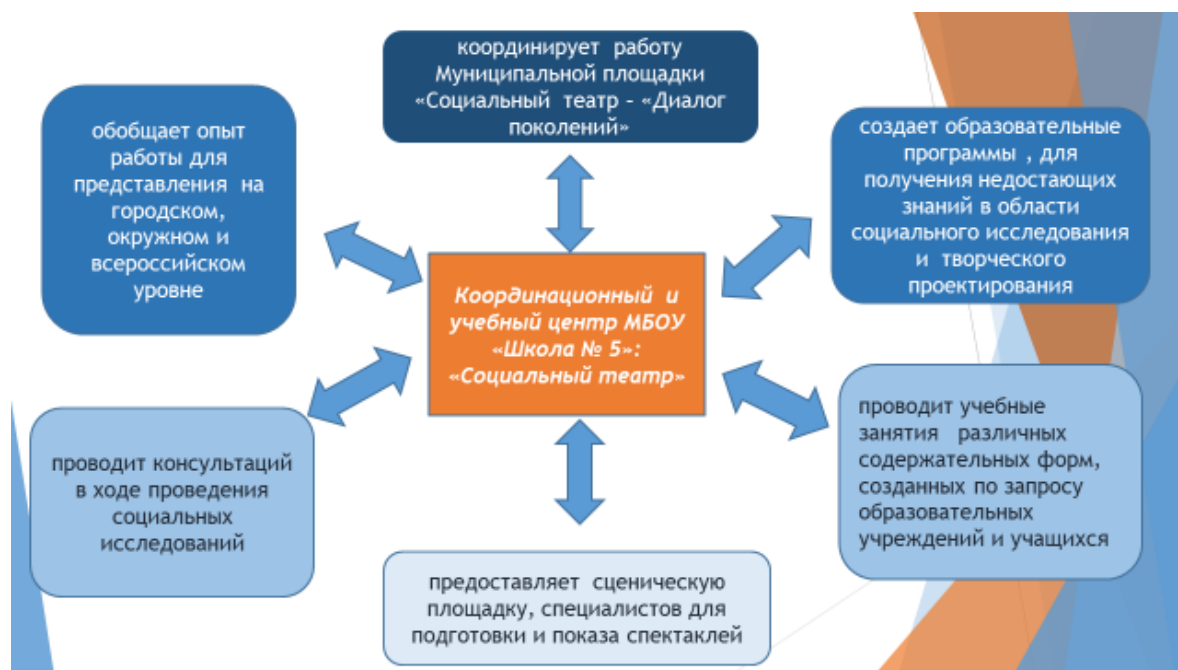 координирует работу
Муниципальной площадки
«Социальный театр – «Диалог
поколений»
обобщает опыт
работы для
представления на
городском,
окружном и
всероссийском
уровне
создает образовательные
программы , для
получения недостающих
знаний в области
социального исследования
и творческого
проектирования
Координационный и
учебный центр МБОУ
«Школа № 5»:
«Социальный театр»
проводит консультаций
в ходе проведения
социальных
исследований
проводит учебные
занятия различных
содержательных форм,
созданных по запросу
образовательных
учреждений и учащихся
предоставляет сценическую
площадку, специалистов для
подготовки и показа спектаклей